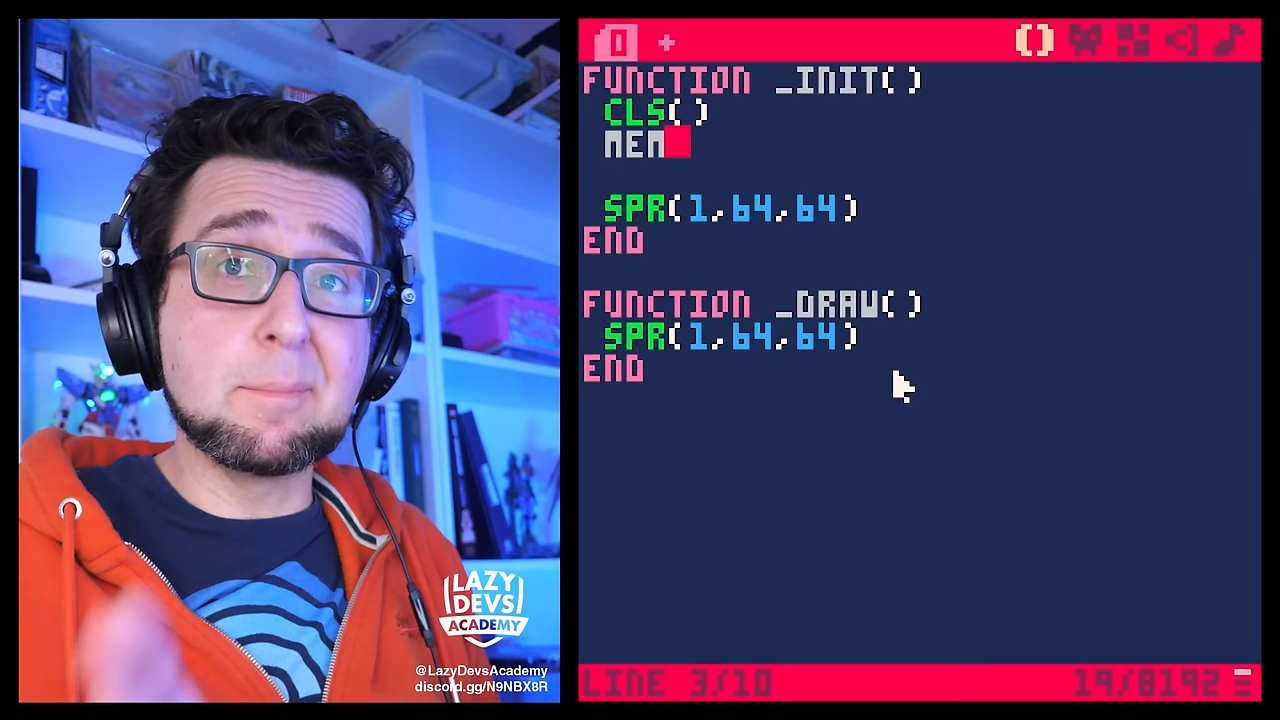 LAZY
DEVS
ACADEMY
@LazyDevsAcademy
discord.gg/N9NBX8R
0 +
FUNCTION _INIT()
CLS()
MEM
SPR(1,64,64)
END
FUNCTION _DRAW()
SPR(1,64,64)
END
LINE 3/10
19/8192